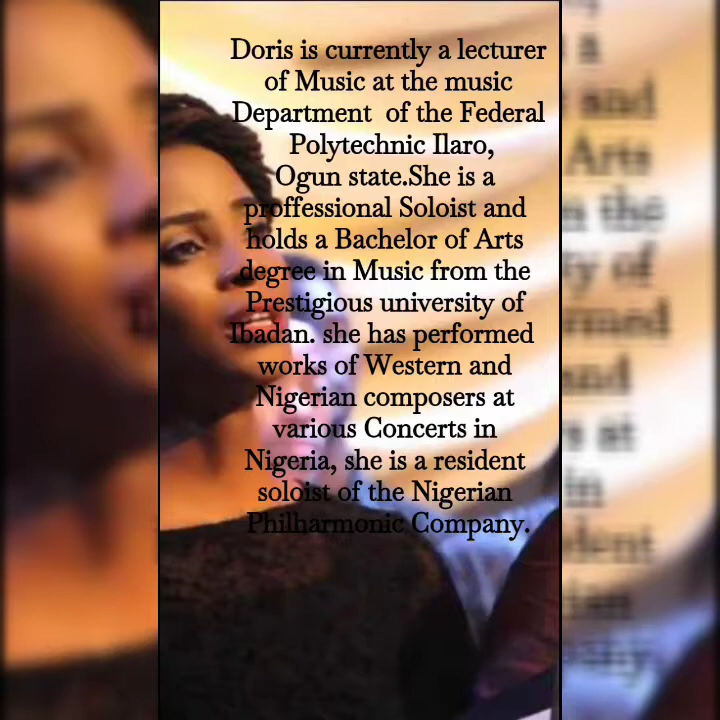 Doris is currently a lecturer
of Music at the music
Department of the Federal
Polytechnic Ilaro,
Ogun state.She is a
proffessional Soloist and
holds a Bachelor of Arts
degree in Music from the
Prestigious university of
Ibadan. she has performed
works of Western and
Nigerian composers at
various Concerts in
Nigeria, she is a resident
soloist of the Nigerian
Philharmonic Company.